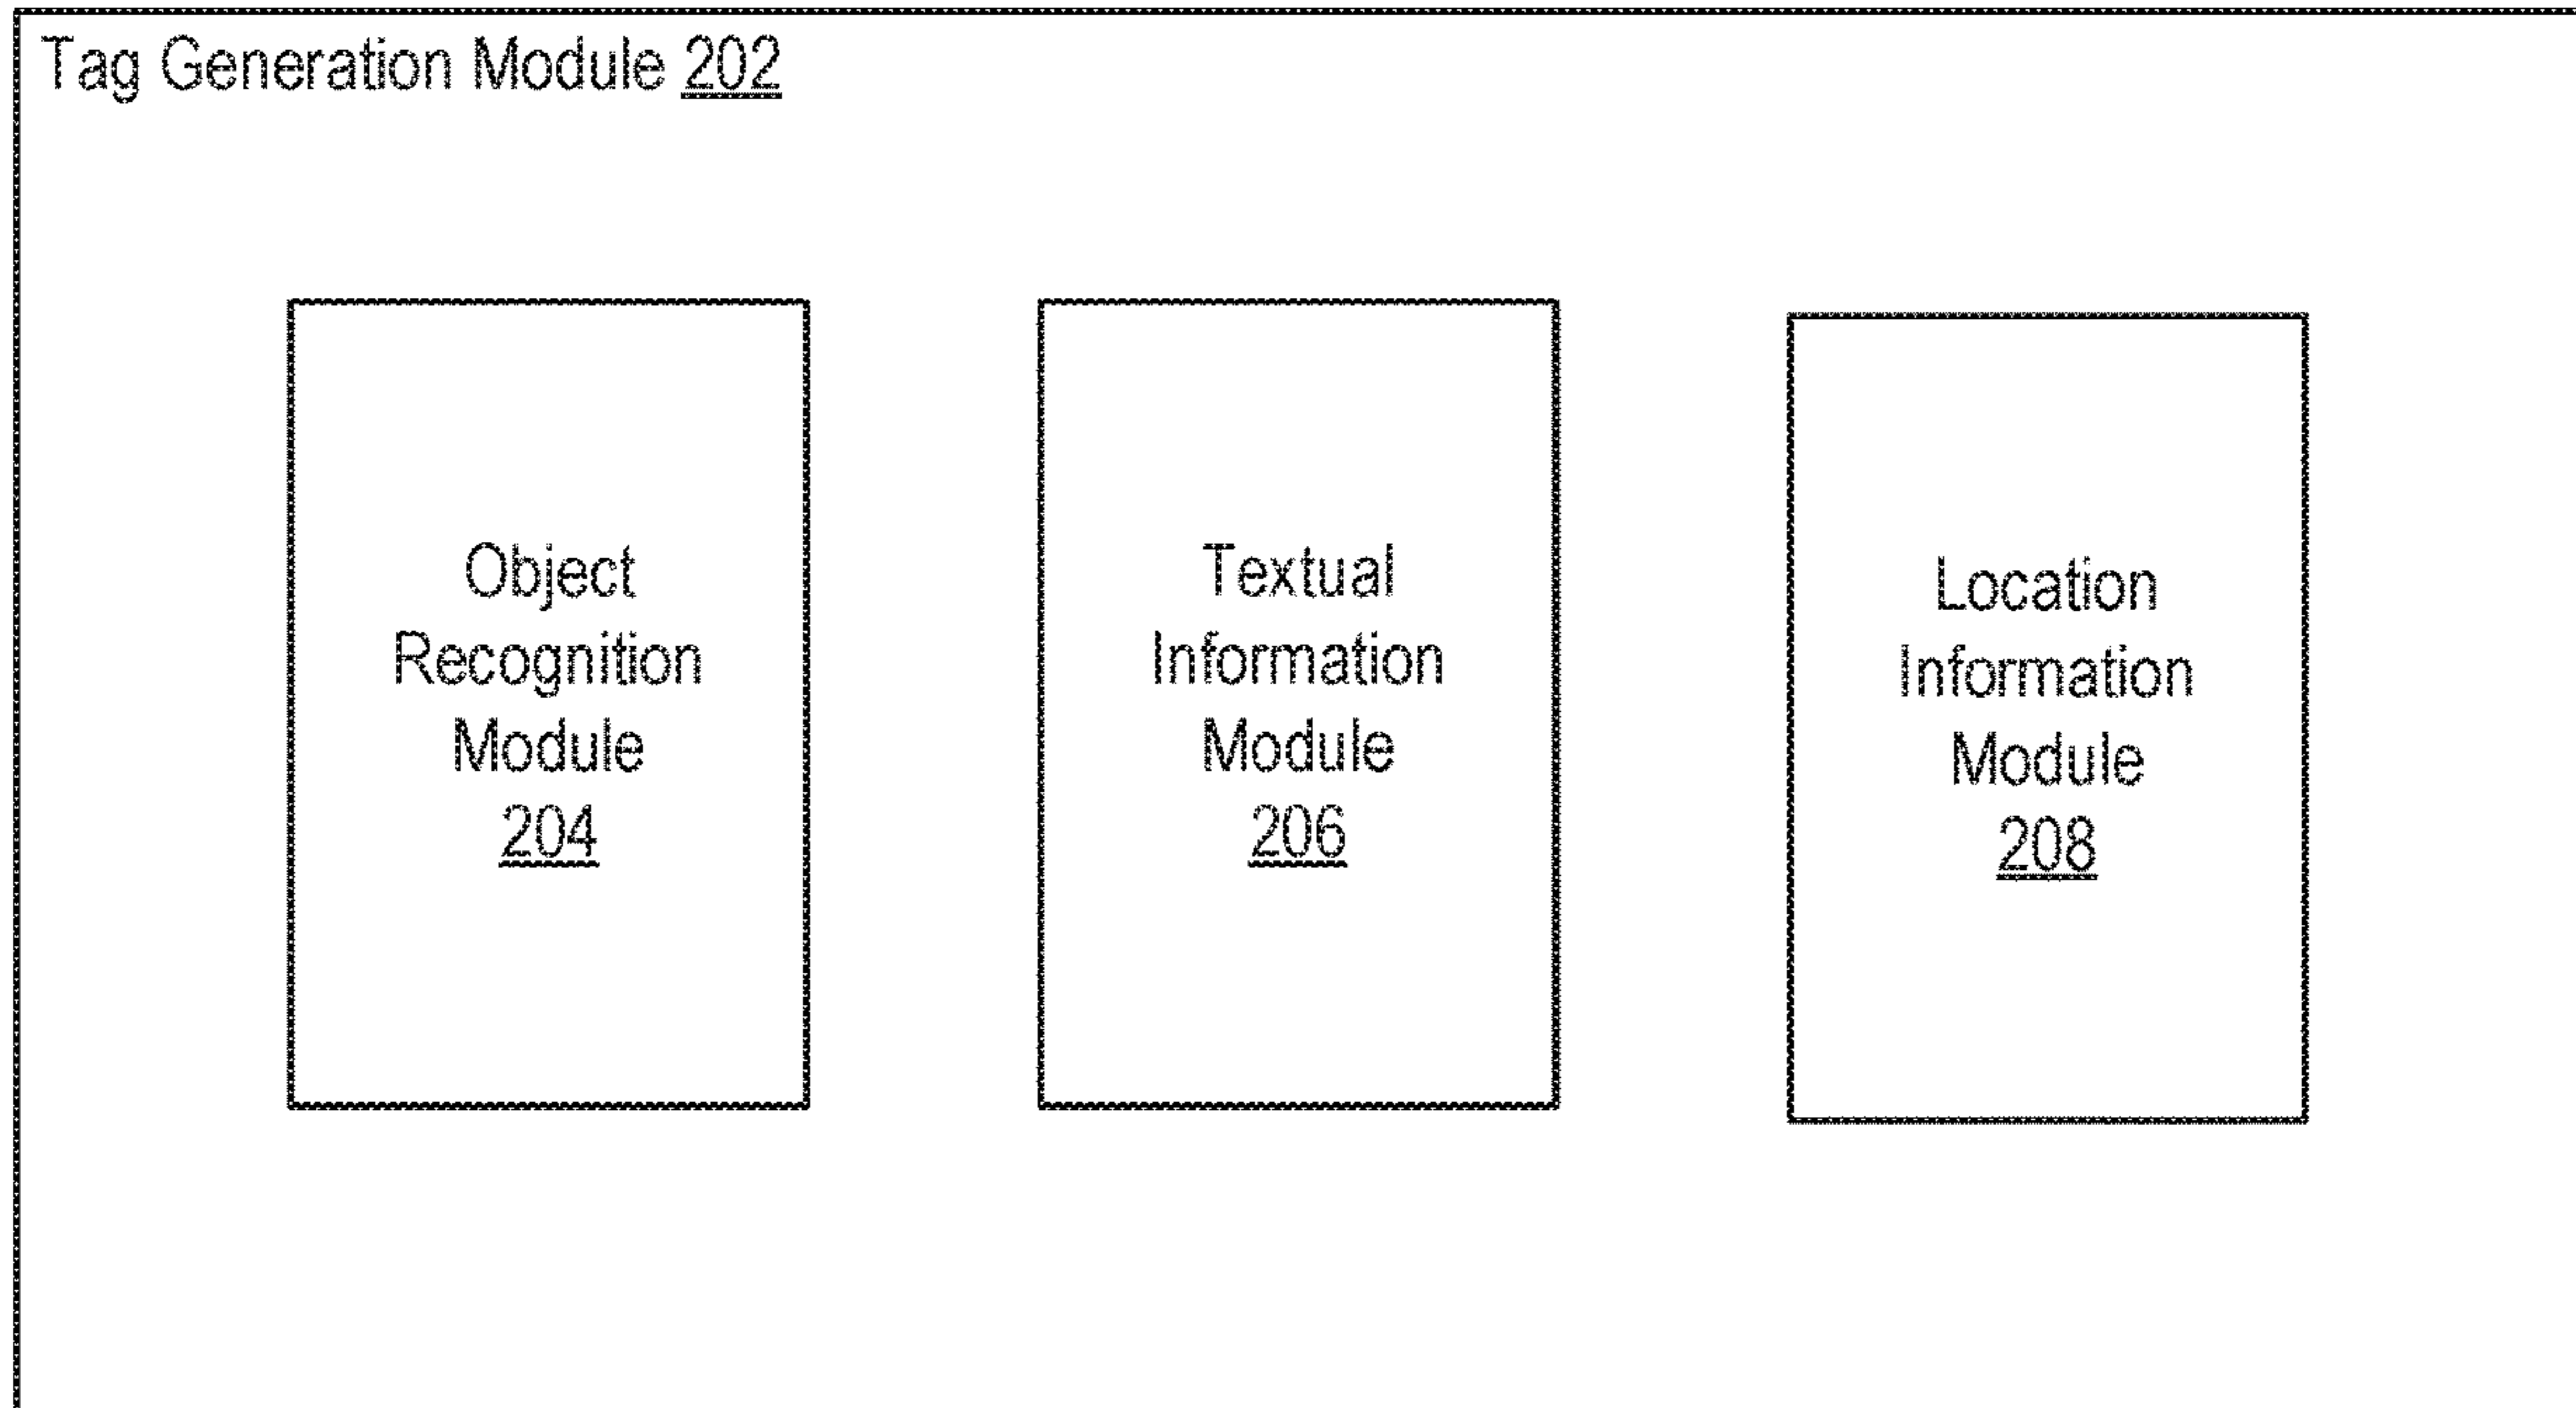 Tag Generation Module 202
Object
Recognition
Module
204
Textual
Information
Module
206
Location
Information
Module
208